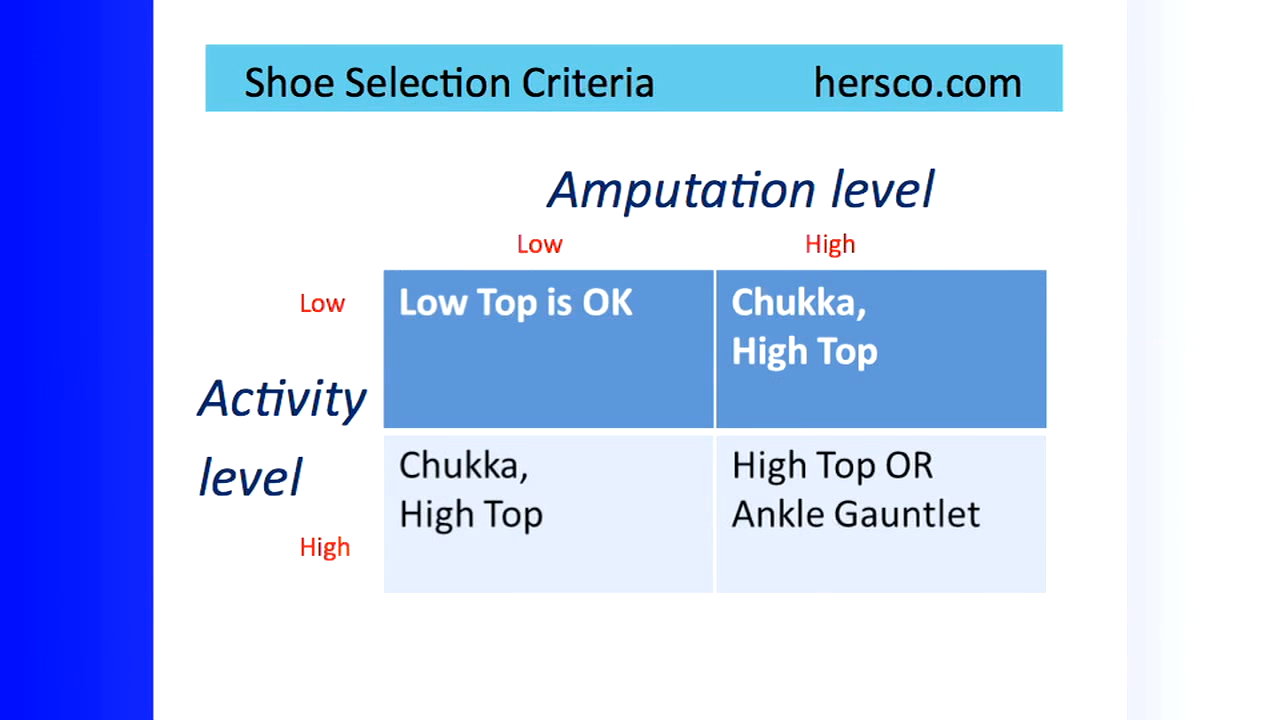 Shoe Selection Criteria hersco.com
Amputation level
Low High
Low
Low Top is OK
Chukka,
High Top
Activity
level
High
Chukka,
High Top
High Top OR
Ankle Gauntlet